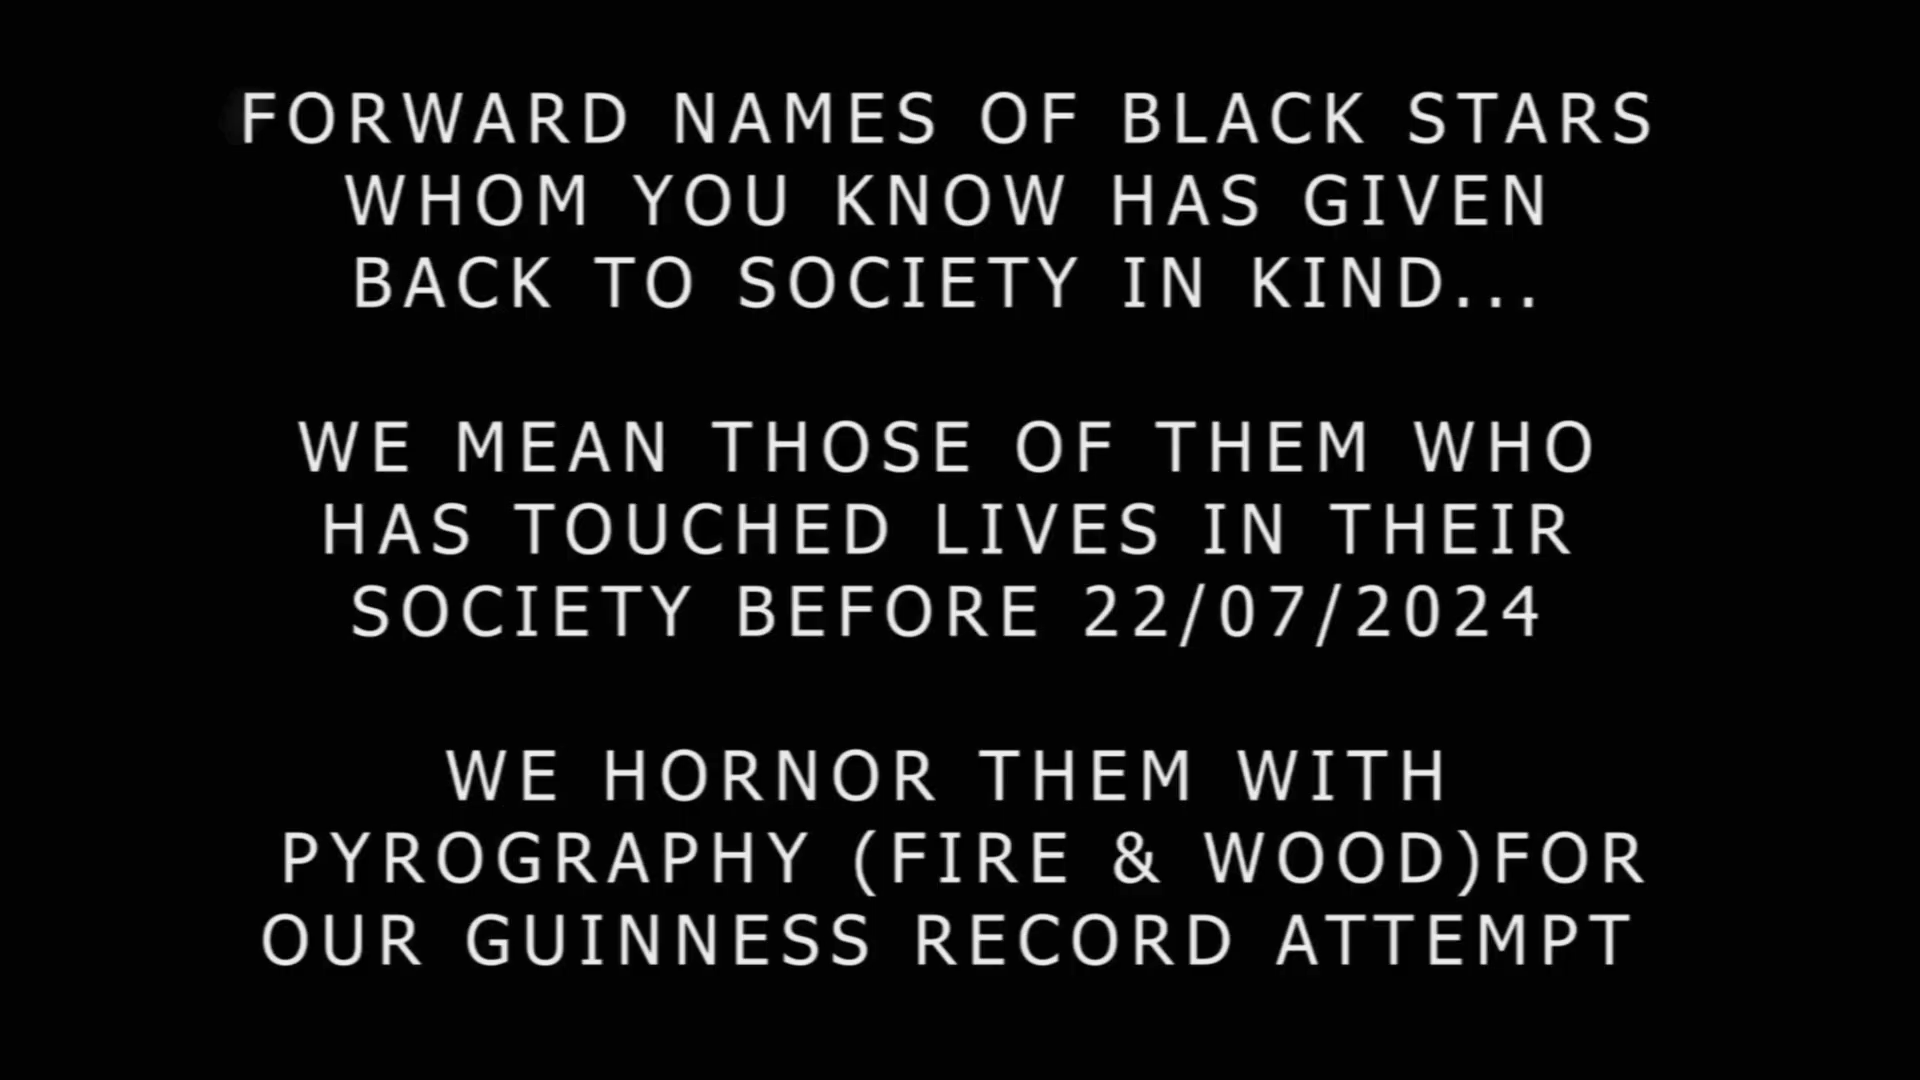 FORWARD NAMES OF BLACK STARS
WHOM YOU KNOW HAS GIVEN
BACK TO SOCIETY IN KIND...
WE MEAN THOSE OF THEM WHO
HAS TOUCHED LIVES IN THEIR
SOCIETY BEFORE 22/07/2024
WE HORNOR THEM WITH
PYROGRAPHY (FIRE & WOOD)FOR
OUR GUINNESS RECORD ATTEMPT